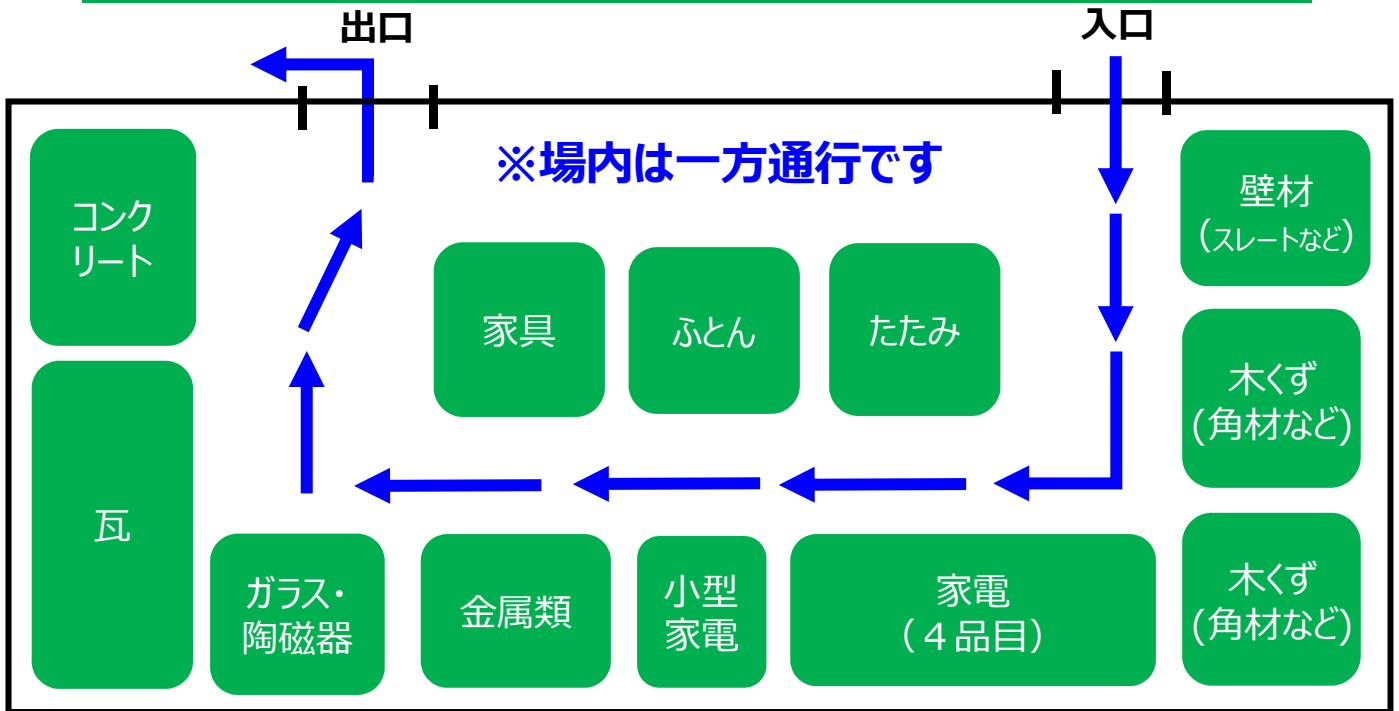 出口
入口
※場内は一方通行です
コンク
リート
壁材
(スレートなど)
家具
ふとん
たたみ
木くず
(角材など)
瓦
ガラス・
陶磁器
金属類
小型
家電
家電
(４品目)
木くず
(角材など)